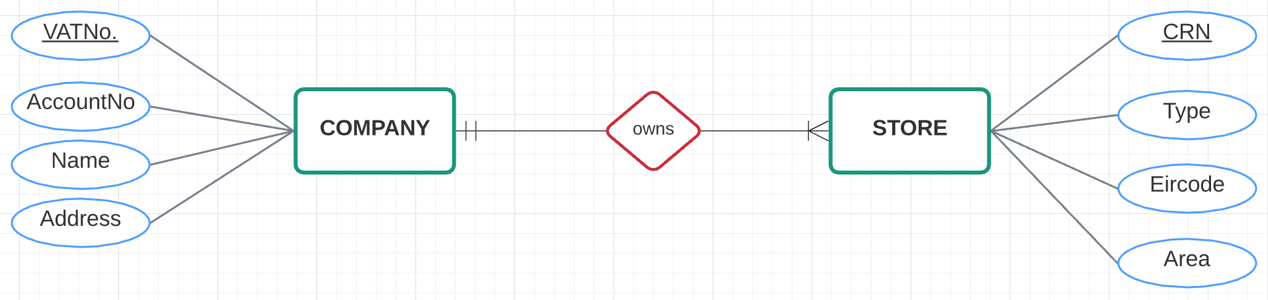 VATNo.
AccountNo
Name
Address
COMPANY
owns
STORE
CRN
Type
Eircode
Area